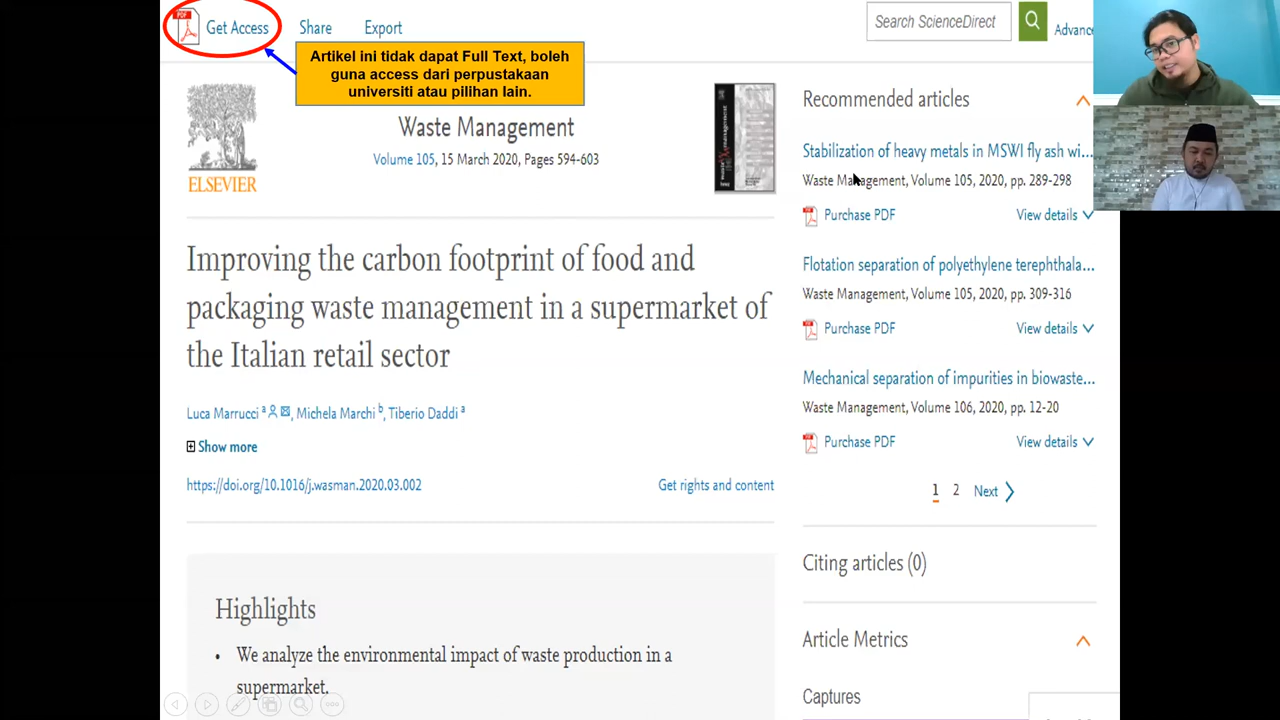 Get Access
Share
Export
Search ScienceDirect
Advanc
Artikel ini tidak dapat Full Text, boleh
guna access dari perpustakaan
universiti atau pilihan lain.
ELSEVIER
Waste Management
Volume 105, 15 March 2020, Pages 594-603
Improving the carbon footprint of food and
packaging waste management in a supermarket of
the Italian retail sector
Luca Marrucci a, Michela Marchi b, Tiberio Daddi a
Show more
https://doi.org/10.1016/j.wasman.2020.03.002
Get rights and content
Highlights
• We analyze the environmental impact of waste production in a
supermarket.
Recommended articles
Stabilization of heavy metals in MSWI fly ash wi...
Waste Management, Volume 105, 2020, pp. 289-298
Purchase PDF
View details
Flotation separation of polyethylene terephthala...
Waste Management, Volume 105, 2020, pp. 309-316
Purchase PDF
View details
Mechanical separation of impurities in biowaste...
Waste Management, Volume 106, 2020, pp. 12-20
Purchase PDF
View details
1 2 Next
Citing articles (0)
Article Metrics
Captures